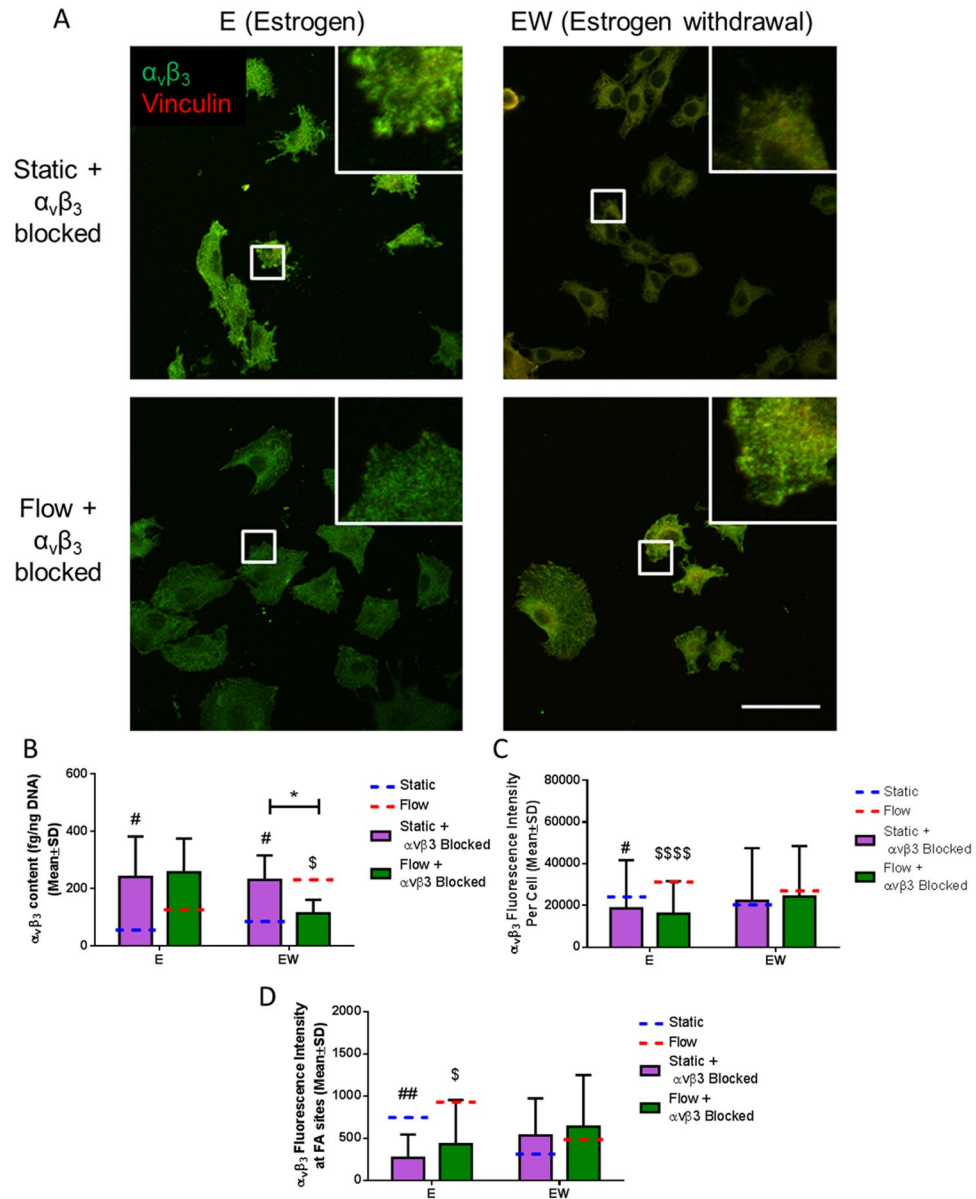 A
E (Estrogen)
EW (Estrogen withdrawal)
αvβ3
Vinculin
Static +
αvβ3
blocked
Flow +
αvβ3
blocked
B
αvβ3 content (fg/ng DNA)
(Mean±SD)
600
400
200
0
#
#
*
$
E
EW
Static
Flow
Static +
αvβ3 Blocked
Flow +
αvβ3 Blocked
C
αvβ3 Fluorescence Intensity
Per Cell (Mean±SD)
80000
60000
40000
20000
0
#
$$$$
E
EW
Static
Flow
Static +
αvβ3 Blocked
Flow +
αvβ3 Blocked
D
αvβ3 Fluorescence Intensity
at FA sites (Mean±SD)
2000
1500
1000
500
0
##
$
E
EW
Static
Flow
Static +
αvβ3 Blocked
Flow +
αvβ3 Blocked